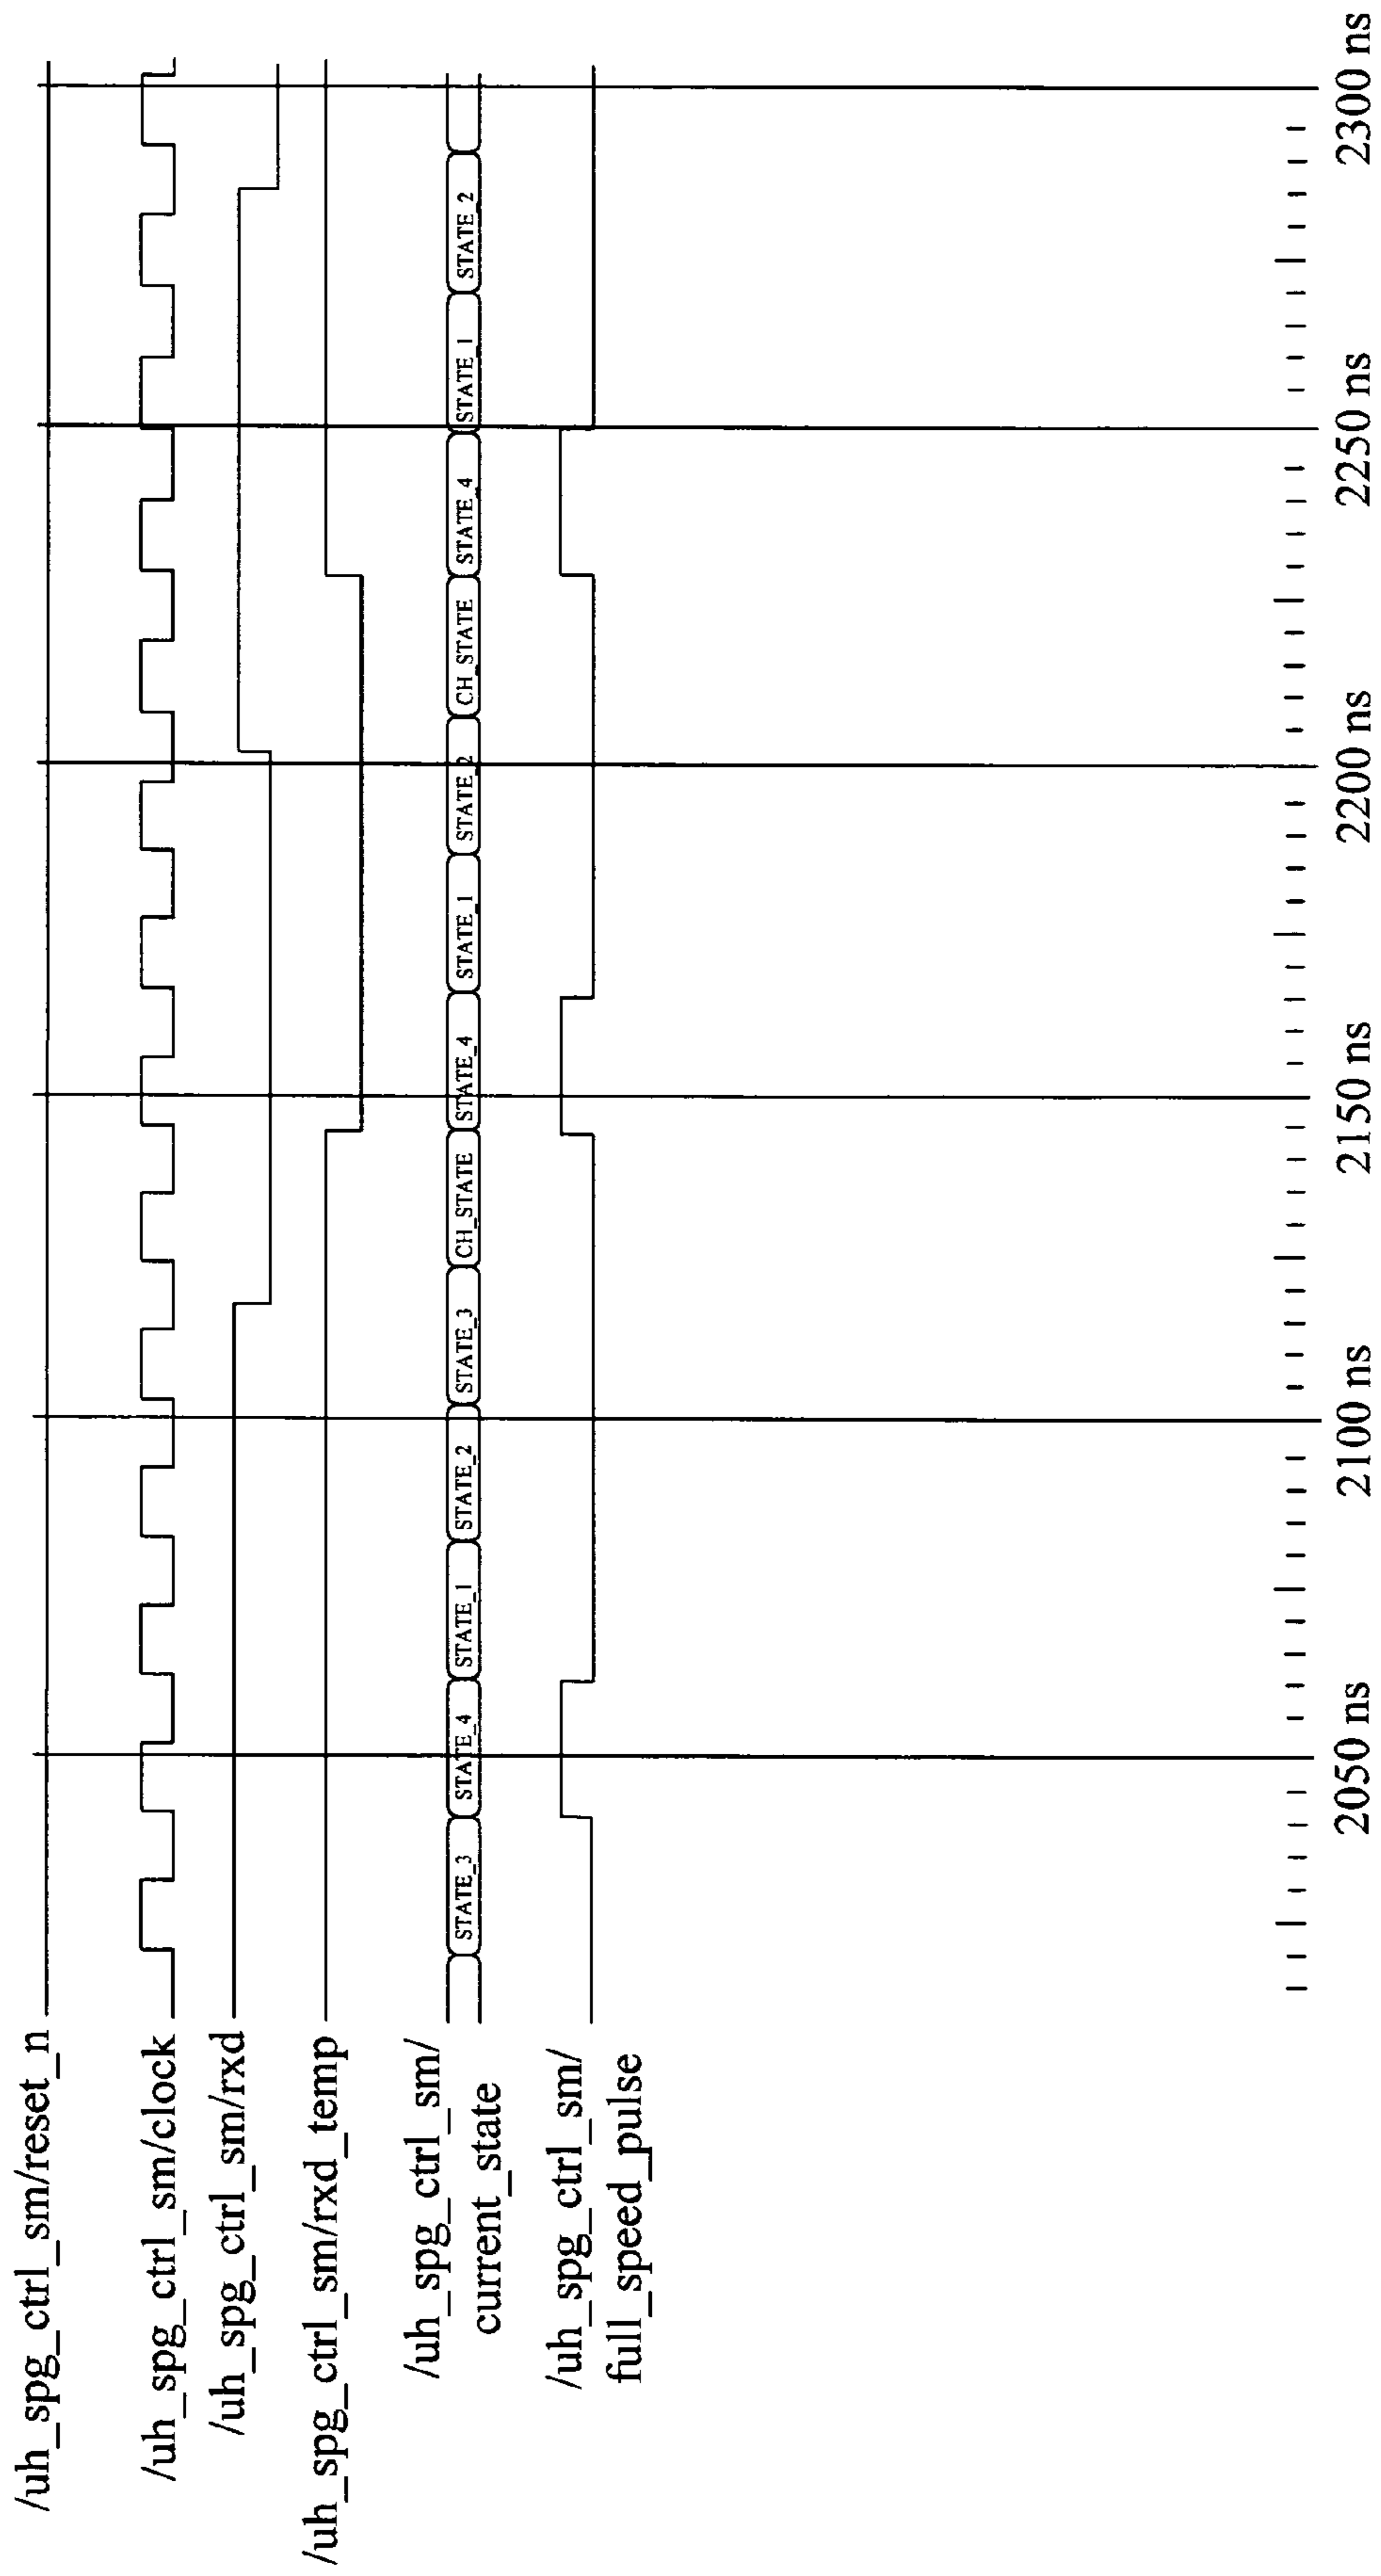 /uh_spg_ctrl_sm/reset_n
/uh_spg_ctrl_sm/clock
/uh_spg_ctrl_sm/rxd
/uh_spg_ctrl_sm/rxd_temp
/uh_spg_ctrl_sm/
current_state
STATE_3 STATE_4 STATE_1 STATE_2 STATE_3 CH_STATE STATE_4 STATE_1 STATE_2 CH_STATE STATE_4 STATE_1 STATE_2
/uh_spg_ctrl_sm/
full_speed_pulse
2050 ns 2100 ns 2150 ns 2200 ns 2250 ns 2300 ns